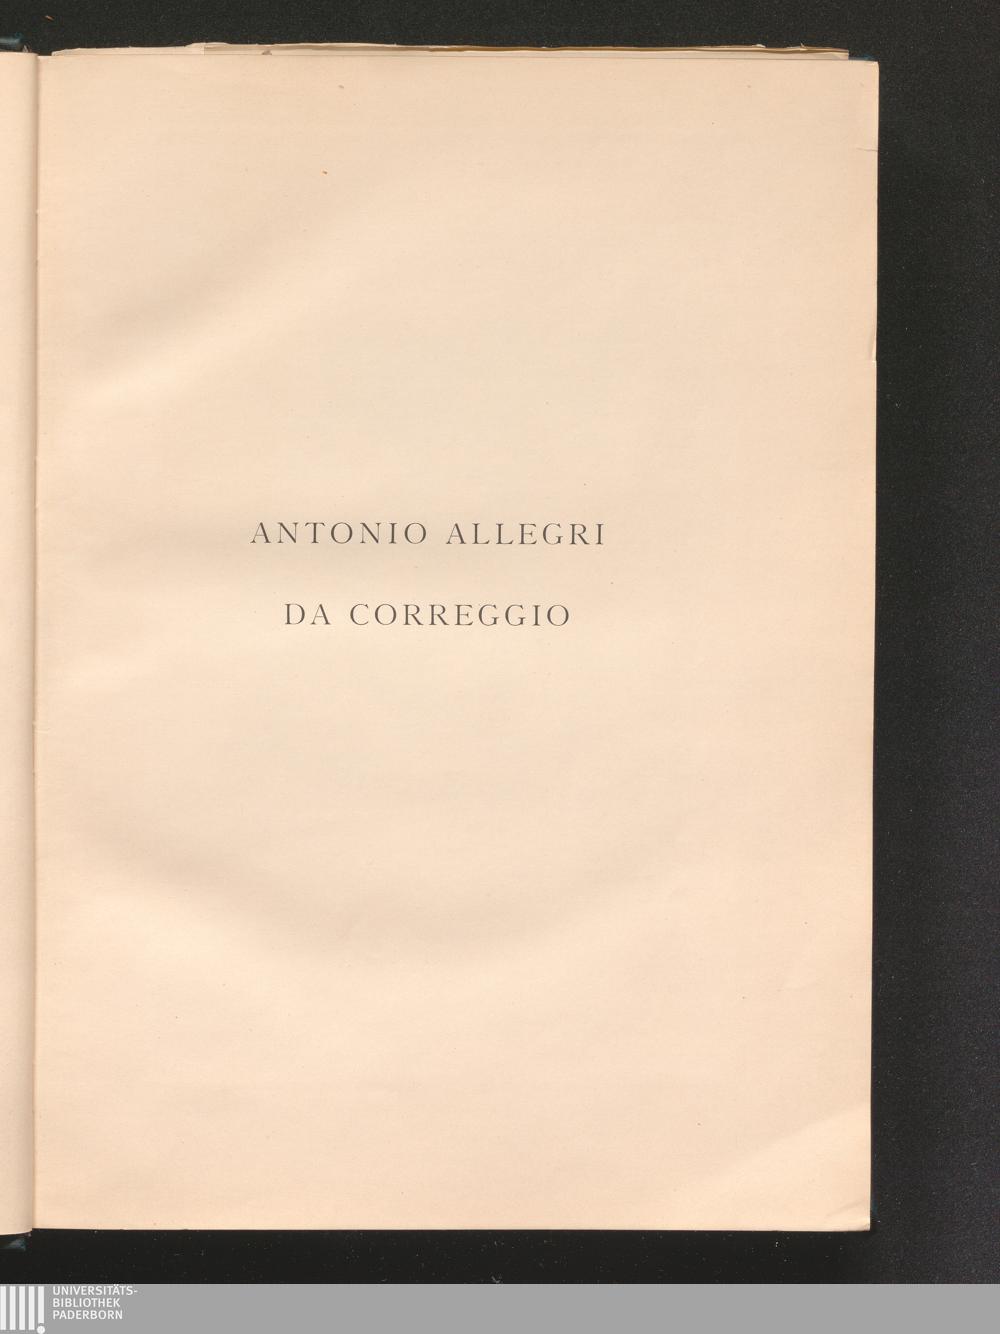 ANTONIO ALLEGRI
DA CORREGGIO
UNIVERSITÄTS-
BIBLIOTHEK
PADERBORN